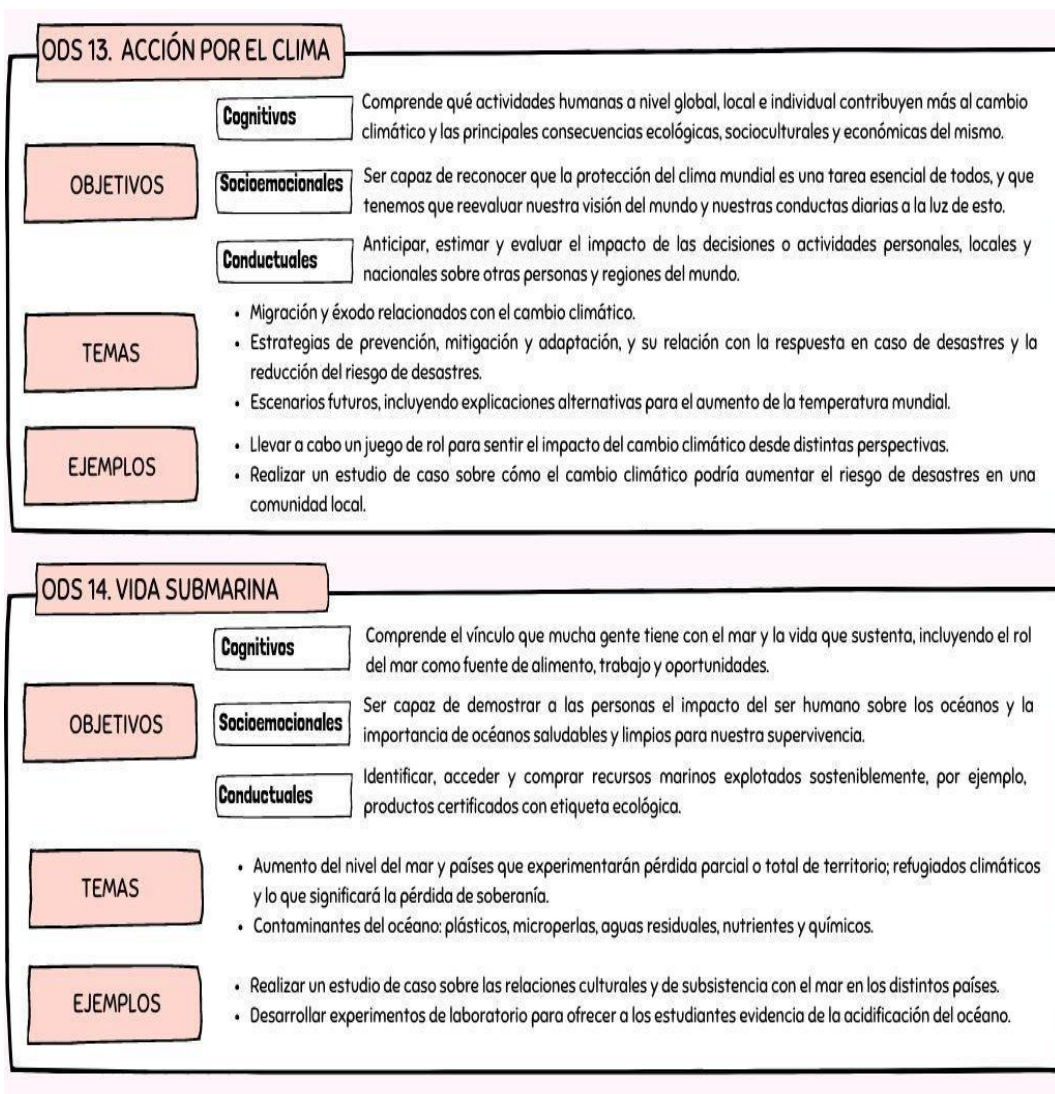 ODS 13. ACCIÓN POR EL CLIMA
OBJETIVOS
Cognitivos
Comprende qué actividades humanas a nivel global, local e individual contribuyen más al cambio
climático y las principales consecuencias ecológicas, socioculturales y económicas del mismo.
Socioemocionales
Ser capaz de reconocer que la protección del clima mundial es una tarea esencial de todos, y que
tenemos que reevaluar nuestra visión del mundo y nuestras conductas diarias a la luz de esto.
Conductuales
Anticipar, estimar y evaluar el impacto de las decisiones o actividades personales, locales y
nacionales sobre otras personas y regiones del mundo.
TEMAS
• Migración y éxodo relacionados con el cambio climático.
• Estrategias de prevención, mitigación y adaptación, y su relación con la respuesta en caso de desastres y la
reducción del riesgo de desastres.
• Escenarios futuros, incluyendo explicaciones alternativas para el aumento de la temperatura mundial.
EJEMPLOS
• Llevar a cabo un juego de rol para sentir el impacto del cambio climático desde distintas perspectivas.
• Realizar un estudio de caso sobre cómo el cambio climático podría aumentar el riesgo de desastres en una
comunidad local.
ODS 14. VIDA SUBMARINA
OBJETIVOS
Cognitivos
Comprende el vínculo que mucha gente tiene con el mar y la vida que sustenta, incluyendo el rol
del mar como fuente de alimento, trabajo y oportunidades.
Socioemocionales
Ser capaz de demostrar a las personas el impacto del ser humano sobre los océanos y la
importancia de océanos saludables y limpios para nuestra supervivencia.
Conductuales
Identificar, acceder y comprar recursos marinos explotados sosteniblemente, por ejemplo,
productos certificados con etiqueta ecológica.
TEMAS
• Aumento del nivel del mar y países que experimentarán pérdida parcial o total de territorio; refugiados climáticos
y lo que significará la pérdida de soberanía.
• Contaminantes del océano: plásticos, microperlas, aguas residuales, nutrientes y químicos.
EJEMPLOS
• Realizar un estudio de caso sobre las relaciones culturales y de subsistencia con el mar en los distintos países.
• Desarrollar experimentos de laboratorio para ofrecer a los estudiantes evidencia de la acidificación del océano.